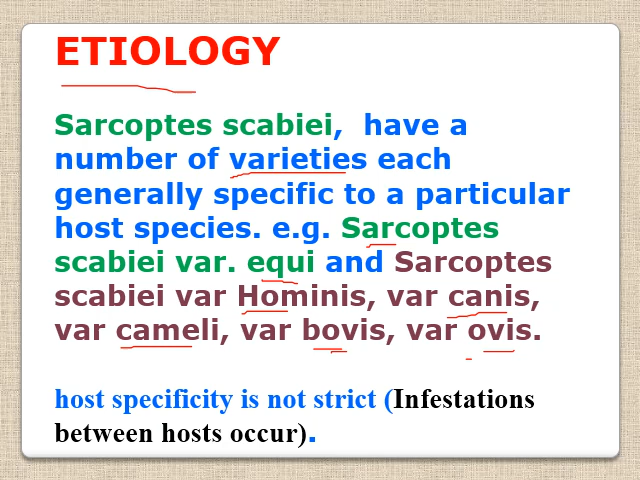 ETIOLOGY
Sarcoptes scabiei,  have a
number of varieties each
generally specific to a particular
host species. e.g. Sarcoptes
scabiei var. equi and Sarcoptes
scabiei var Hominis, var canis,
var cameli, var bovis, var ovis.
host specificity is not strict (Infestations
between hosts occur).